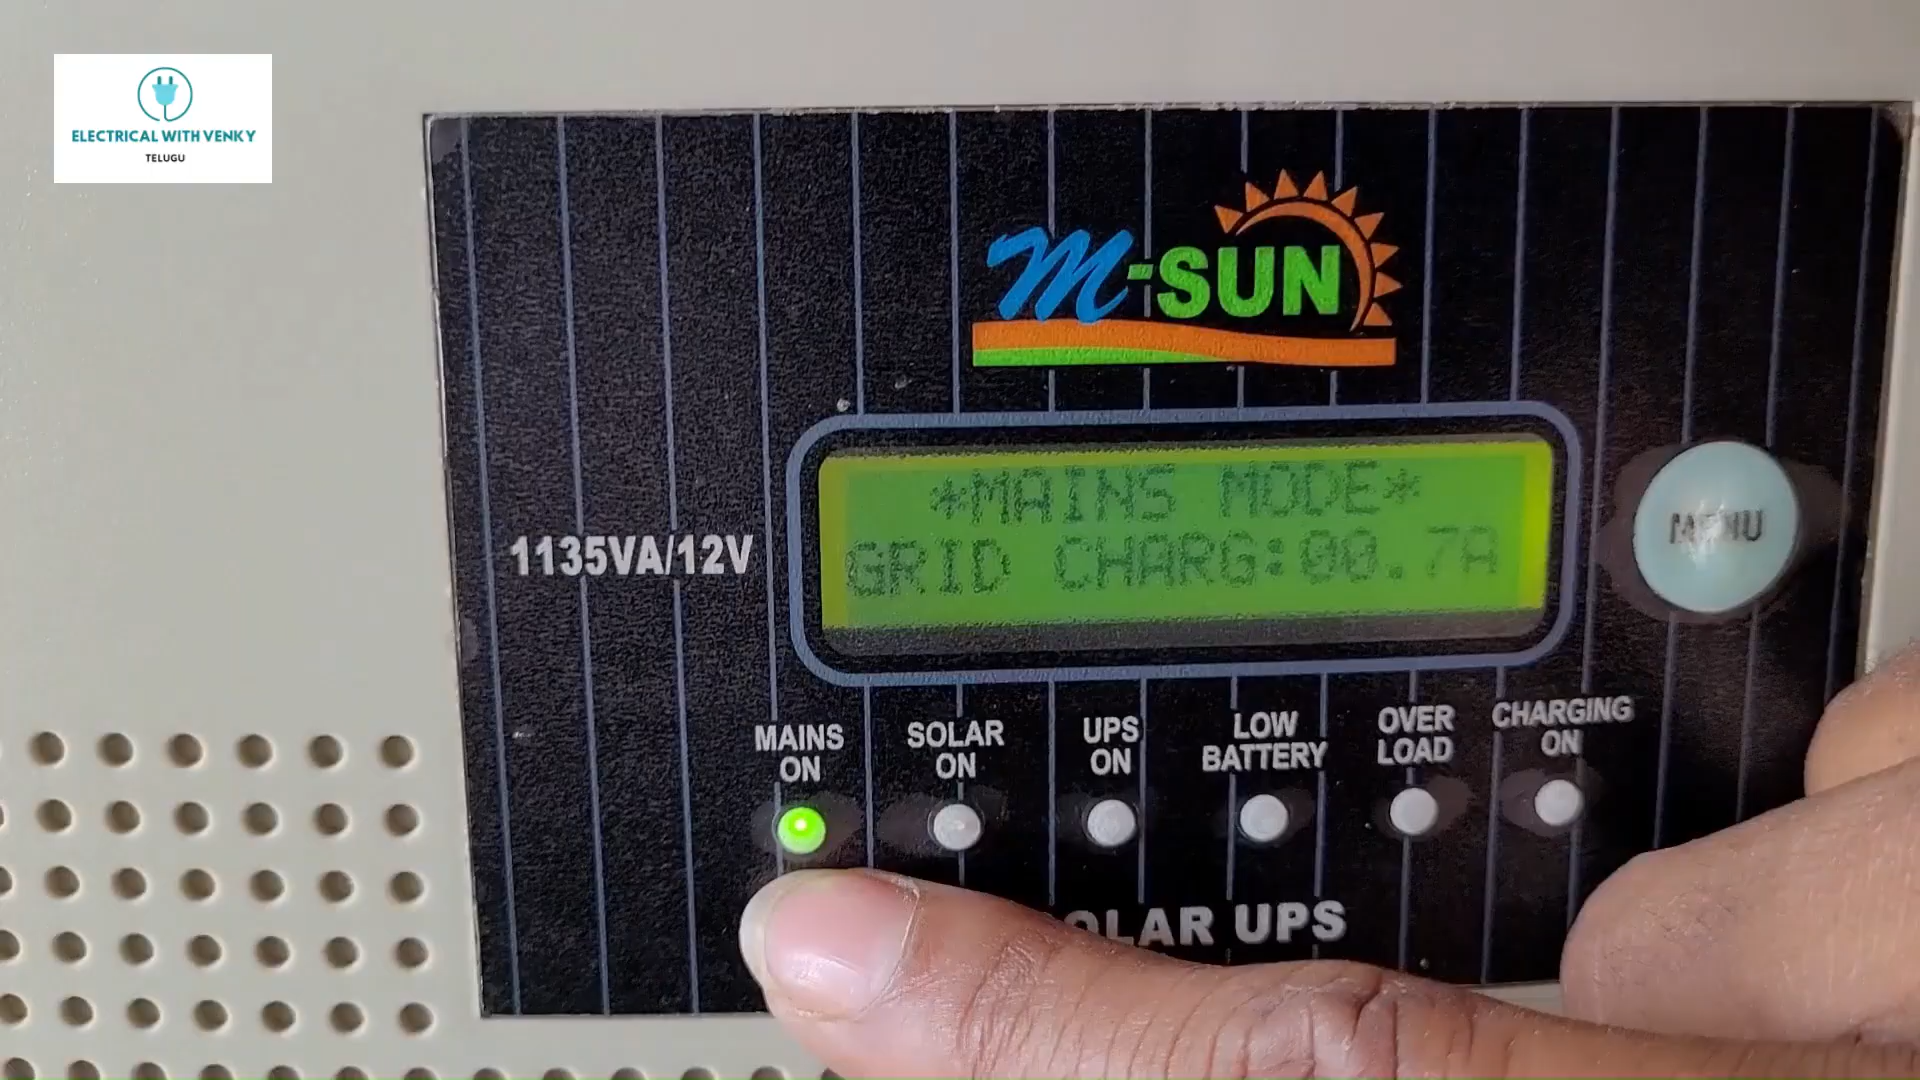 ELECTRICAL WITH VENKY
TELUGU
M-SUN
*MAINS MODE*
GRID CHARG:00.7A
1135VA/12V
MENU
MAINS ON
SOLAR ON
UPS ON
LOW BATTERY
OVER LOAD
CHARGING ON
OLAR UPS